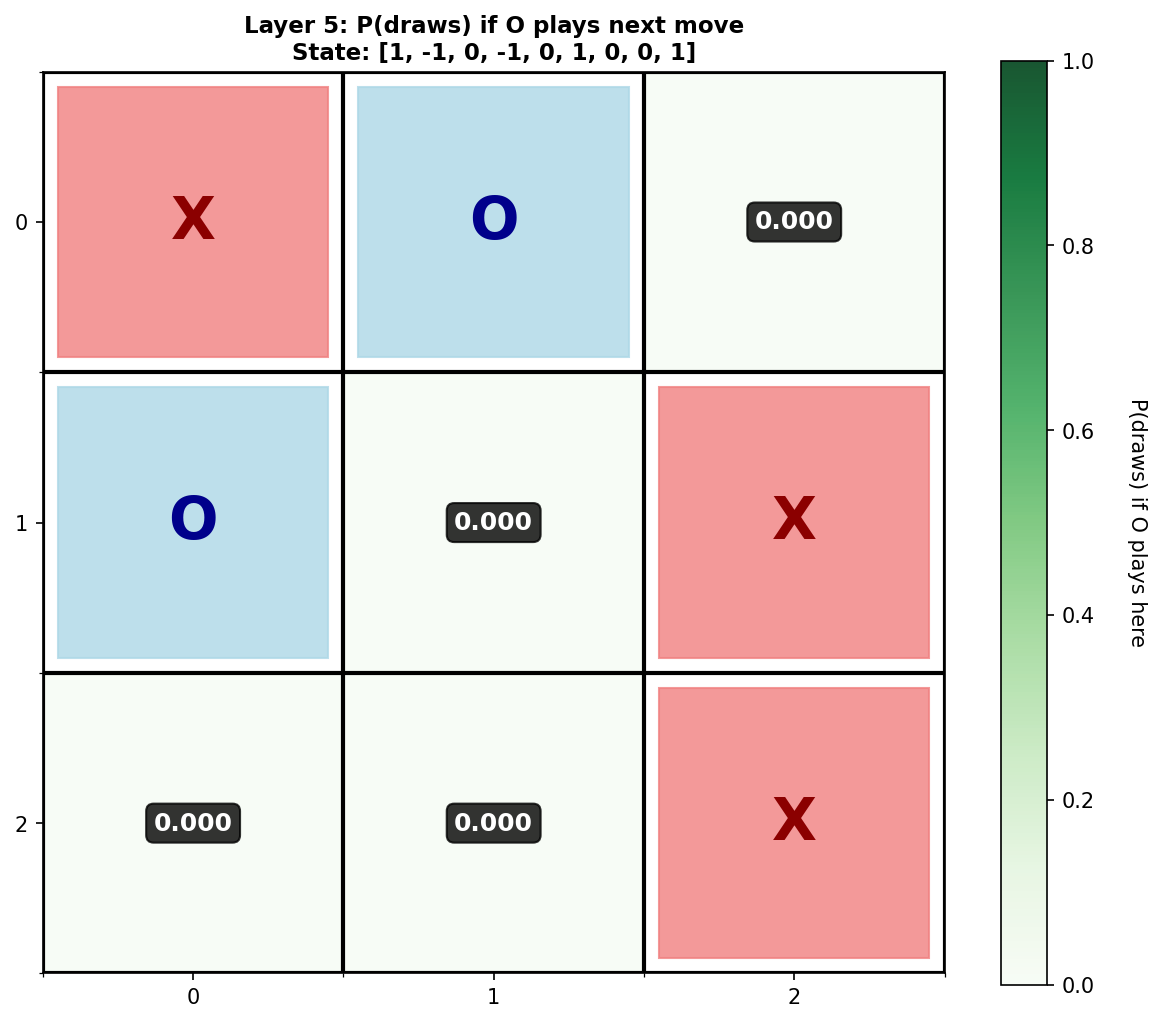 Layer 5: P(draws) if O plays next move
State: [1, -1, 0, -1, 0, 1, 0, 0, 1]
0
X
O
0.000
1
O
0.000
X
2
0.000
0.000
X
0
1
2
1.0
0.8
0.6
0.4
0.2
0.0
P(draws) if O plays here